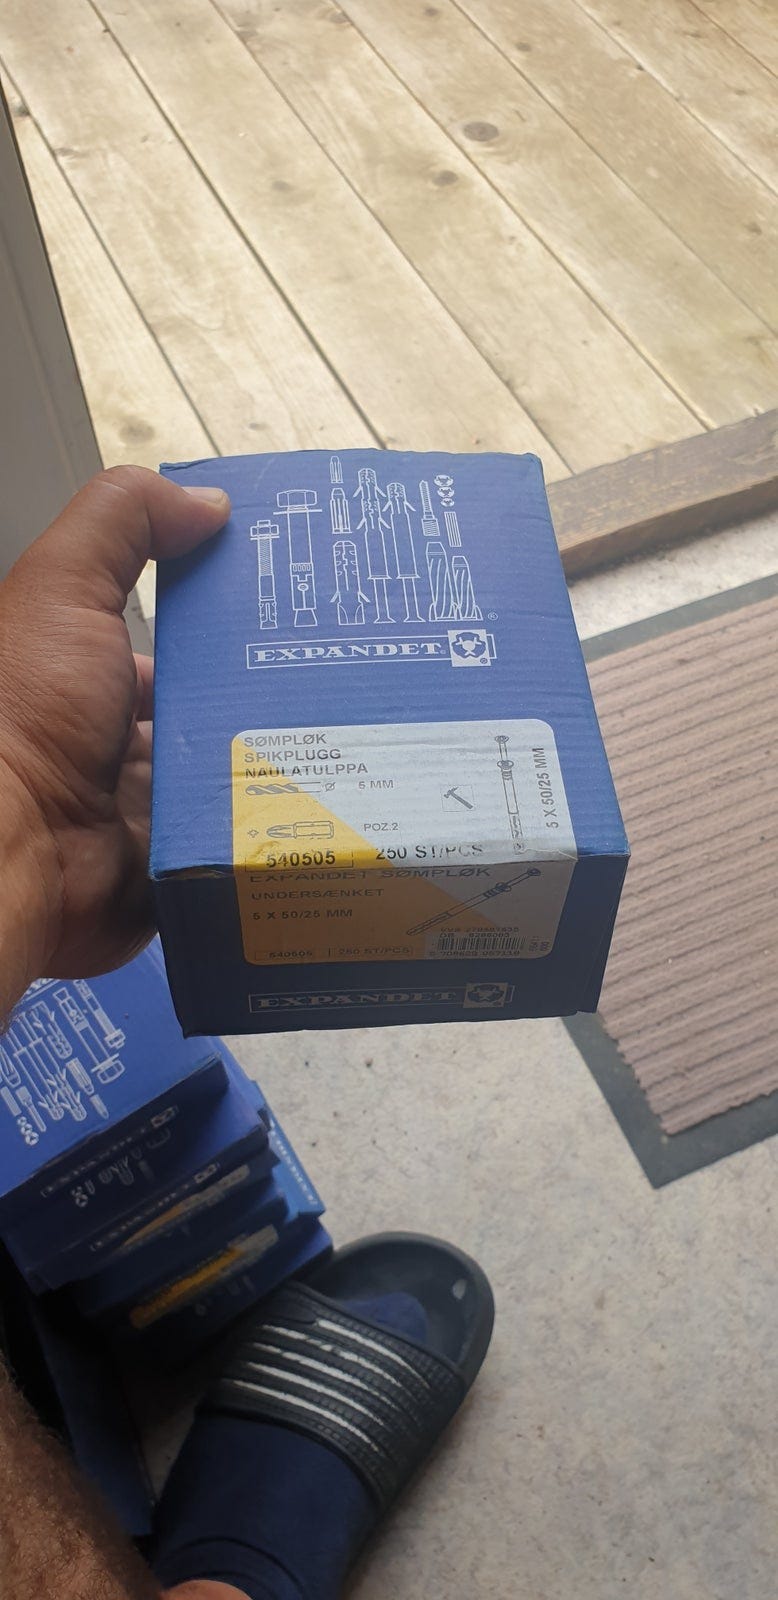 EXPANDET
SØMPLØK
SPIKPLUGG
NAULATULPPA
5 MM
POZ.2
540505 250 ST/PCS
5 X 50/25 MM
EXPANDET SØMPLØK
UNDERSÆNKET
5 X 50/25 MM
540505 250 ST/PCS
EXPANDET